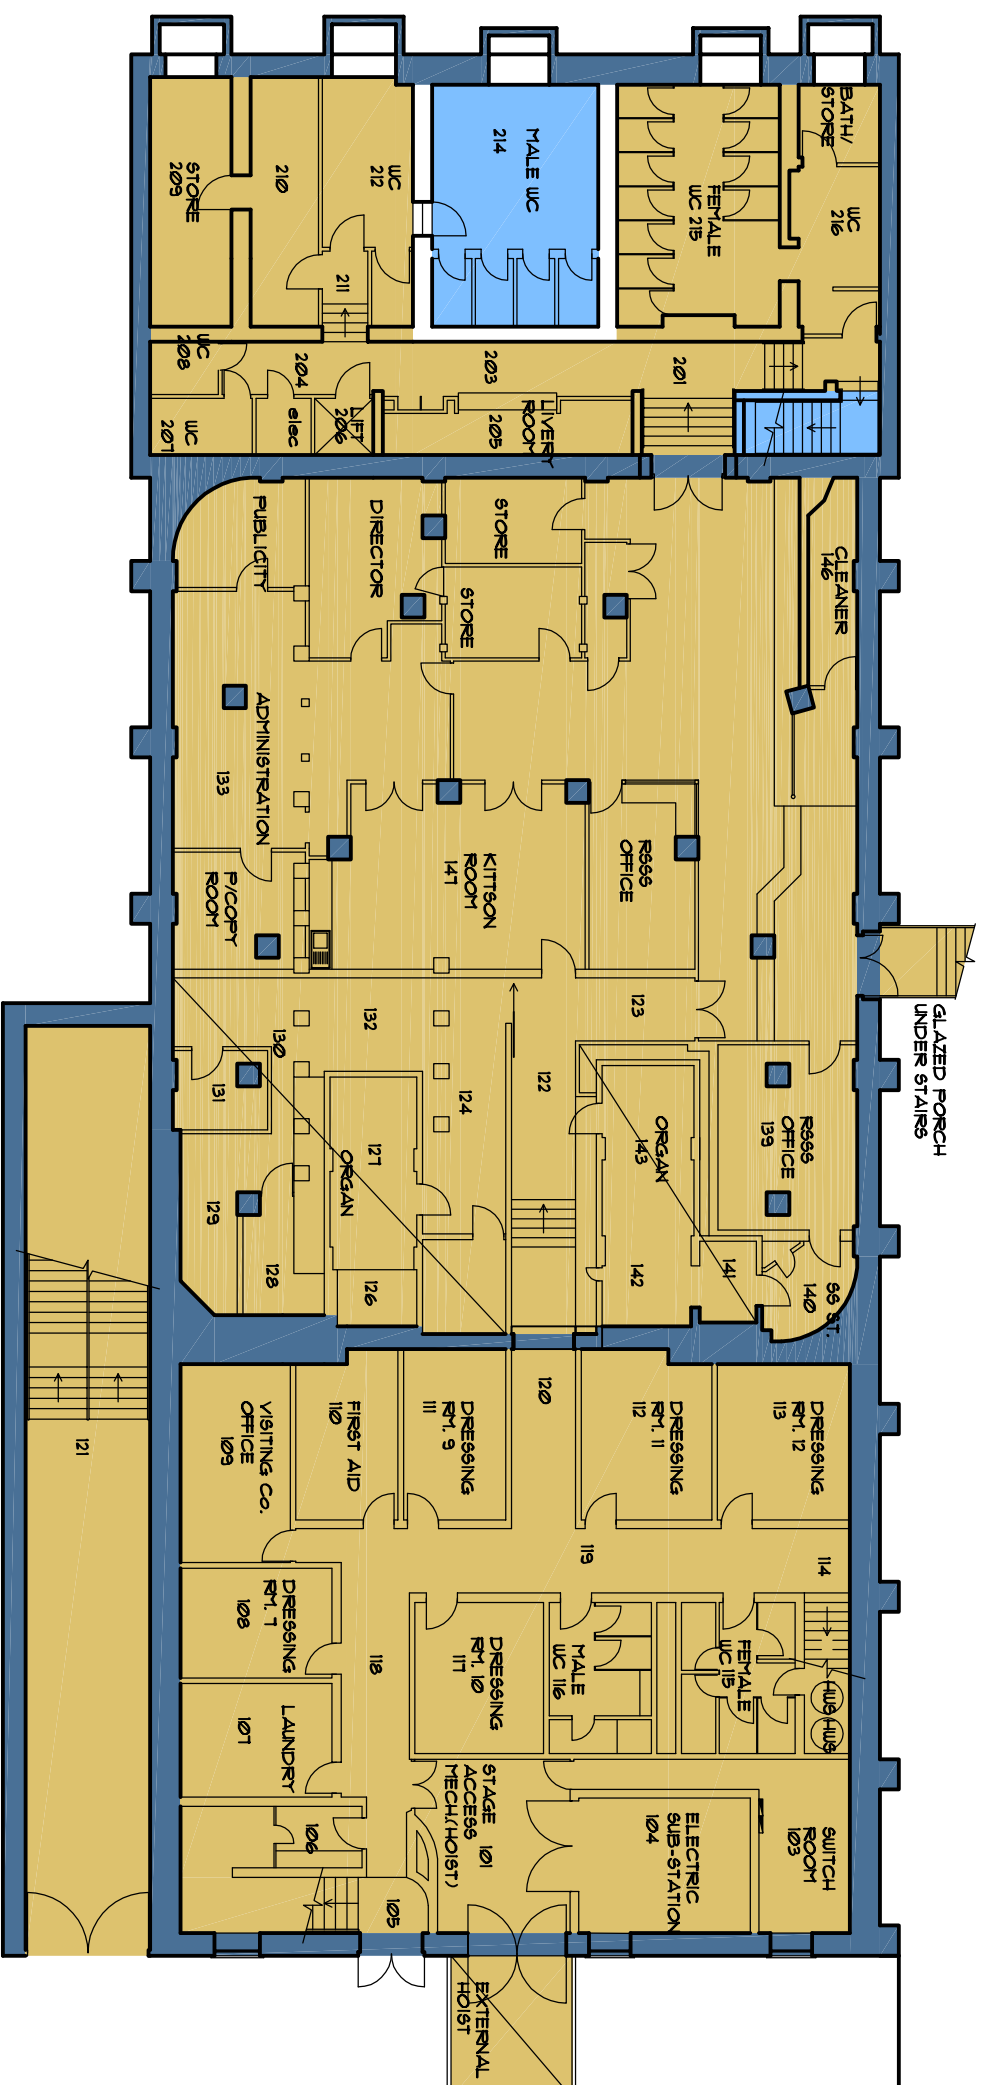 BATH/
STORE
WC
216
FEMALE
WC 215
MALE WC
214
WC
212
210
STORE
209
211
WC
208
204
203
201
WC
207
elec
LIFT
206
LIVERY
ROOM
205
PUBLICITY
DIRECTOR
STORE
STORE
CLEANER
146
ADMINISTRATION
133
P/COPY
ROOM
KITTSON
ROOM
147
RSSS
OFFICE
GLAZED PORCH
UNDER STAIRS
123
132
130
131
122
124
127
ORGAN
ORGAN
143
RSSS
OFFICE
139
129
128
126
142
141
140
SS ST.
121
VISITING CO.
OFFICE
109
FIRST AID
110
DRESSING
RM. 9
111
120
DRESSING
RM. 11
112
DRESSING
RM. 12
113
119
114
DRESSING
RM. 7
108
118
DRESSING
RM. 10
117
MALE
WC 116
FEMALE
WC 115
HWS HWS
LAUNDRY
107
106
105
STAGE
ACCESS 101
MECH.(HOIST)
ELECTRIC
SUB-STATION
104
SWITCH
ROOM
103
EXTERNAL
HOIST